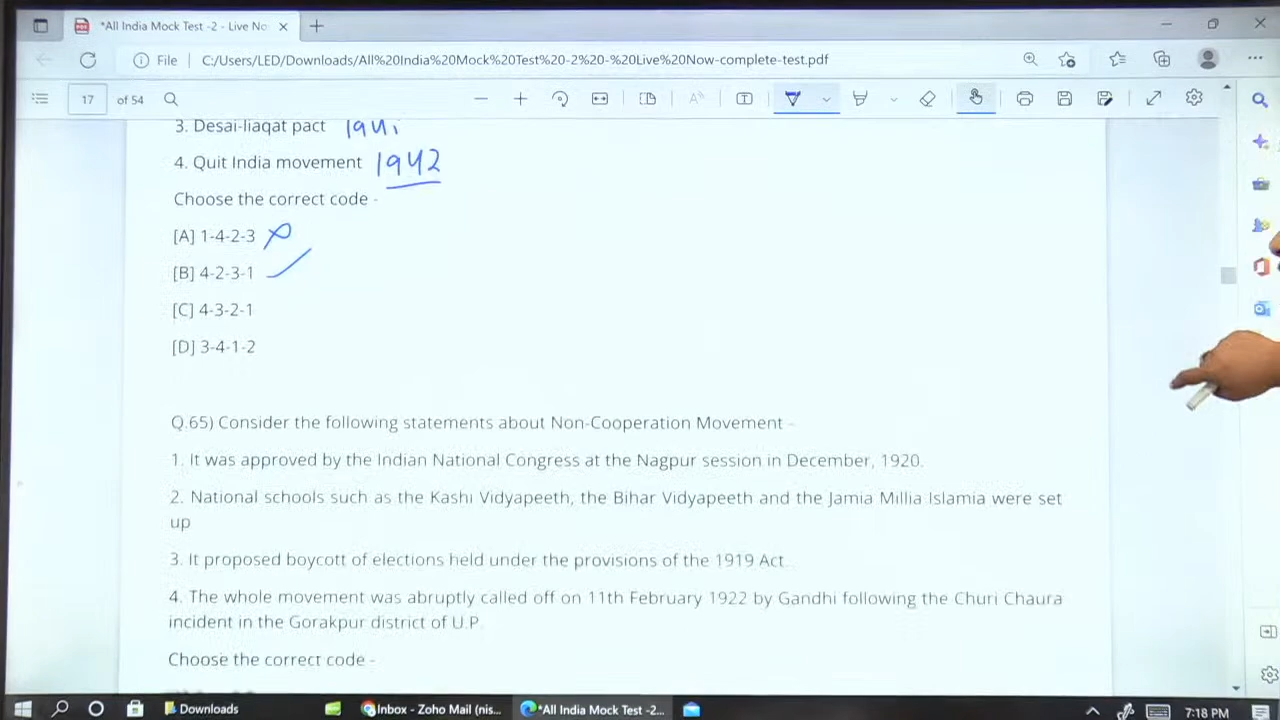 *All India Mock Test -2 - Live No
File
C:/Users/LED/Downloads/All%20India%20Mock%20Test%20-2%20-%20Live%20Now-complete-test.pdf
17 of 54
3. Desai-liaqat pact
4. Quit India movement 1942
Choose the correct code -
[A] 1-4-2-3
[B] 4-2-3-1
[C] 4-3-2-1
[D] 3-4-1-2
Q.65) Consider the following statements about Non-Cooperation Movement -
1. It was approved by the Indian National Congress at the Nagpur session in December, 1920.
2. National schools such as the Kashi Vidyapeeth, the Bihar Vidyapeeth and the Jamia Millia Islamia were set
up
3. It proposed boycott of elections held under the provisions of the 1919 Act.
4. The whole movement was abruptly called off on 11th February 1922 by Gandhi following the Churi Chaura
incident in the Gorakpur district of U.P.
Choose the correct code -
Downloads
Inbox - Zoho Mail (nis...
*All India Mock Test -2...
7:18 PM